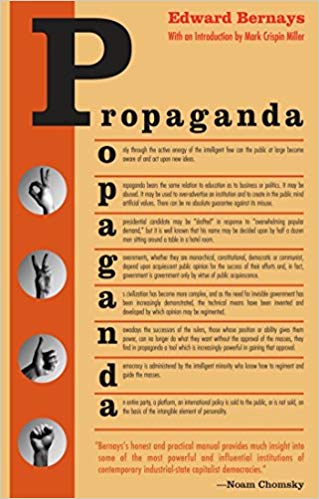 Edward Bernays
With an Introduction by Mark Crispin Miller
Propaganda
only through the active energy of the intelligent few can the public at large become
aware of and act upon new ideas.
propaganda bears the same relation to education as to business or politics. It may be
abused. It may be used to over-advertise an institution and to create in the public mind
artificial values. There can be no absolute guarantee against its misuse.
a presidential candidate may be "drafted" in response to "overwhelming popular
demand," but it is well known that his name may be decided upon by half a dozen
men sitting around a table in a hotel room.
governments, whether they are monarchical, constitutional, democratic or communist,
depend upon acquiescent public opinion for the success of their efforts and, in fact,
government is government only by virtue of public acquiescence.
as civilization has become more complex, and as the need for invisible government has
been increasingly demonstrated, the technical means have been invented and
developed by which opinion may be regimented.
nowadays the successors of the rulers, those whose position or ability gives them
power, can no longer do what they want without the approval of the masses, they
find in propaganda a tool which is increasingly powerful in gaining that approval.
democracy is administered by the intelligent minority who know how to regiment and
guide the masses.
an entire party, a platform, an international policy is sold to the public, or is not sold, on
the basis of the intangible element of personality.
"Bernays's honest and practical manual provides much insight into
some of the most powerful and influential institutions of
contemporary industrial-state capitalist democracies."
—Noam Chomsky